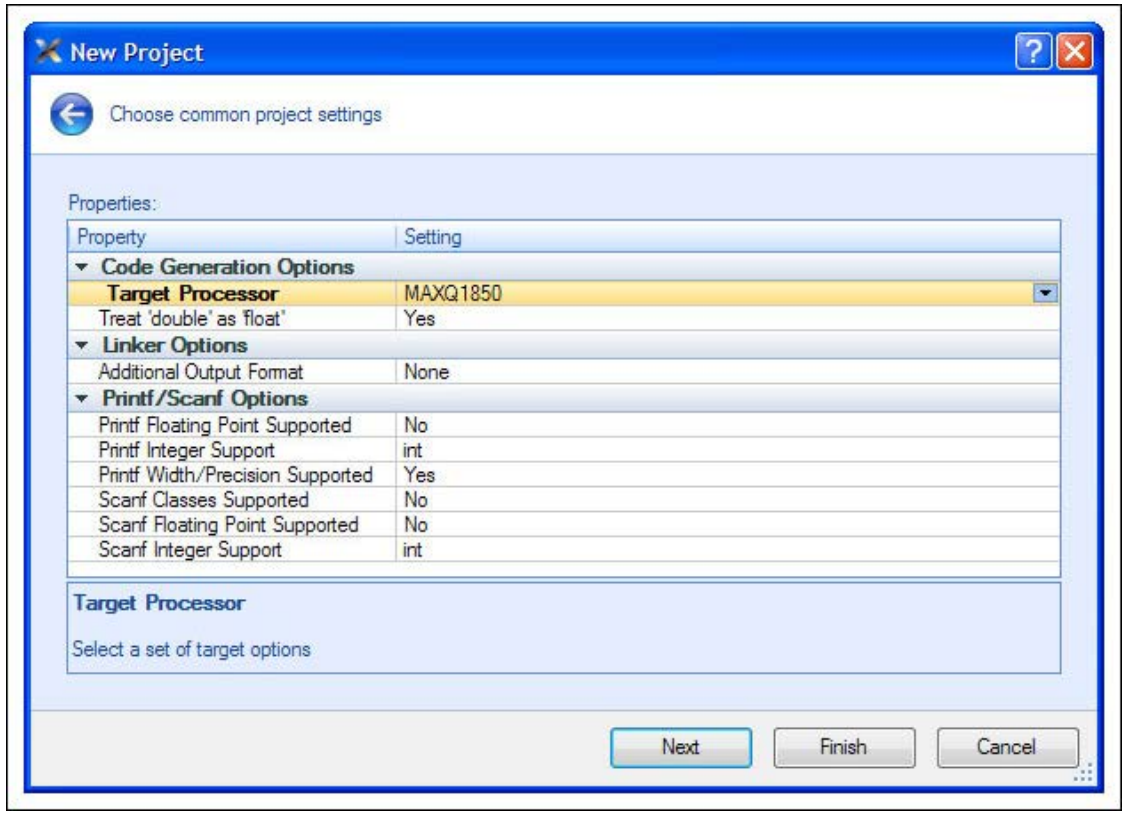 New Project
Choose common project settings
Properties:
Property Setting
Code Generation Options
Target Processor MAXQ1850
Treat 'double' as 'float' Yes
Linker Options
Additional Output Format None
Printf/Scanf Options
Printf Floating Point Supported No
Printf Integer Support int
Printf Width/Precision Supported Yes
Scanf Classes Supported No
Scanf Floating Point Supported No
Scanf Integer Support int
Target Processor
Select a set of target options
Next Finish Cancel